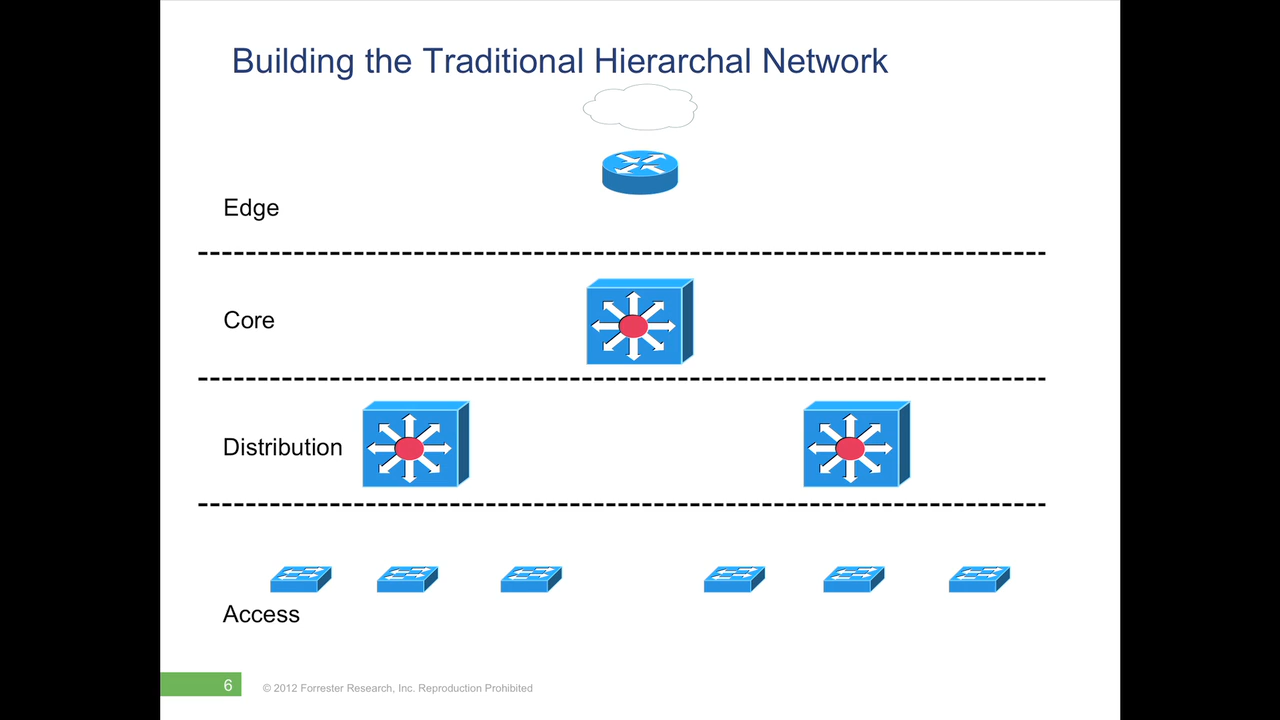 Building the Traditional Hierarchal Network
Edge
Core
Distribution
Access
6
© 2012 Forrester Research, Inc. Reproduction Prohibited